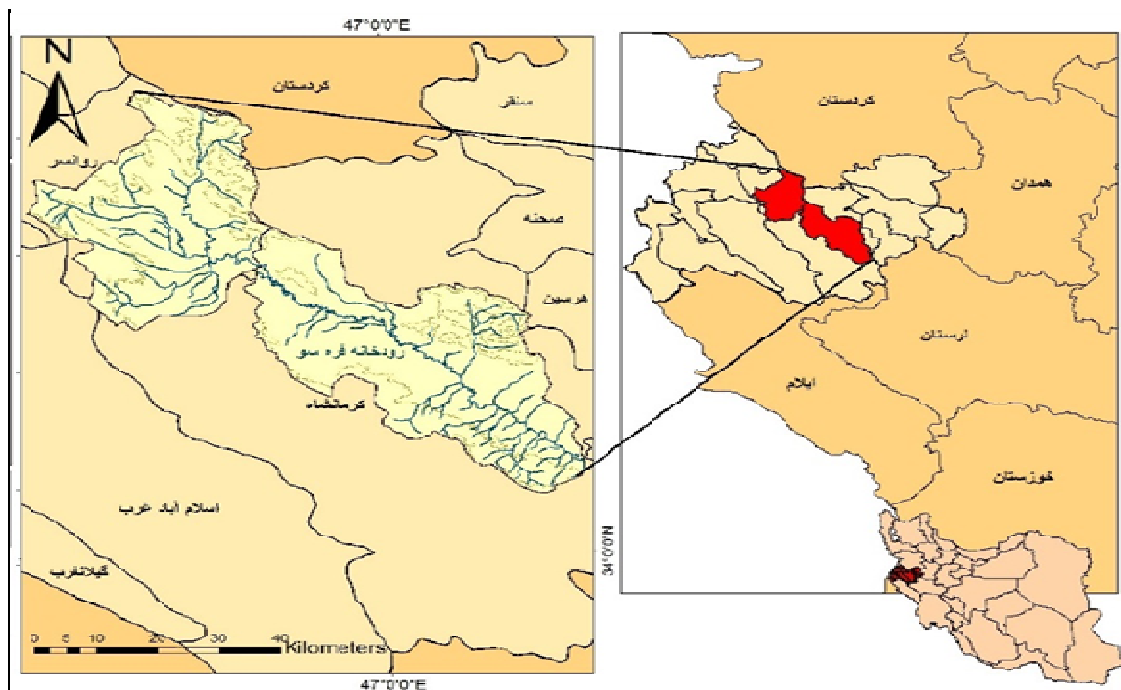 47°0'0"E
N
کردستان
سنقر
روانسر
صحنه
هرسین
رودخانه قره سو
کرمانشاه
اسلام آباد غرب
گیلانغرب
0 5 10 20 30 40
Kilometers
47°0'0"E
34°0'0"N
کردستان
همدان
لرستان
ایلام
خوزستان